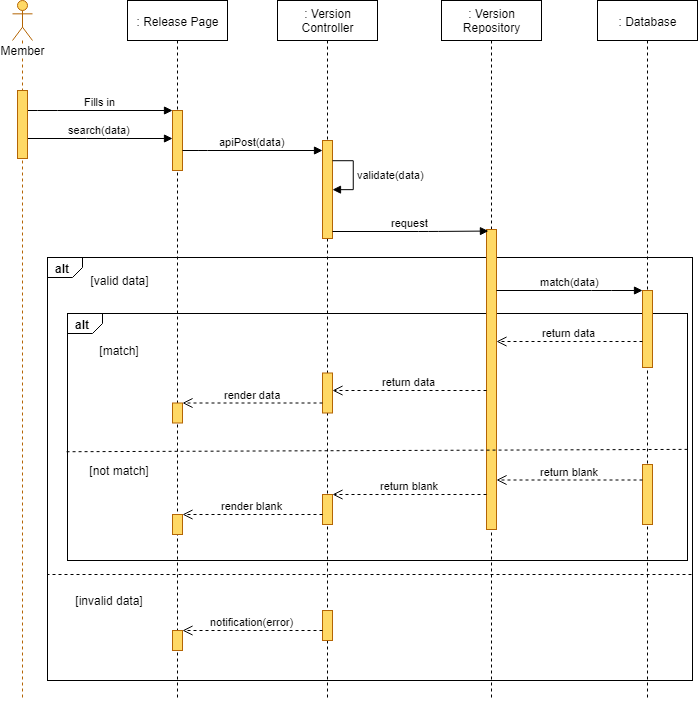 Member
: Release Page
: Version
Controller
: Version
Repository
: Database
Fills in
search(data)
apiPost(data)
validate(data)
request
alt
[valid data]
match(data)
alt
return data
[match]
return data
render data
[not match]
return blank
return blank
render blank
[invalid data]
notification(error)